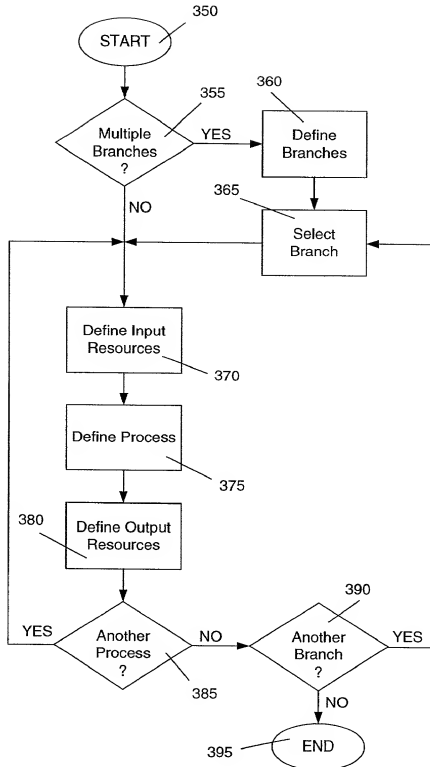 350
START
355
Multiple
Branches
?
YES
360
Define
Branches
365
Select
Branch
NO
Define Input
Resources
370
Define Process
375
380
Define Output
Resources
YES
Another
Process
?
385
NO
390
Another
Branch
?
YES
NO
395
END